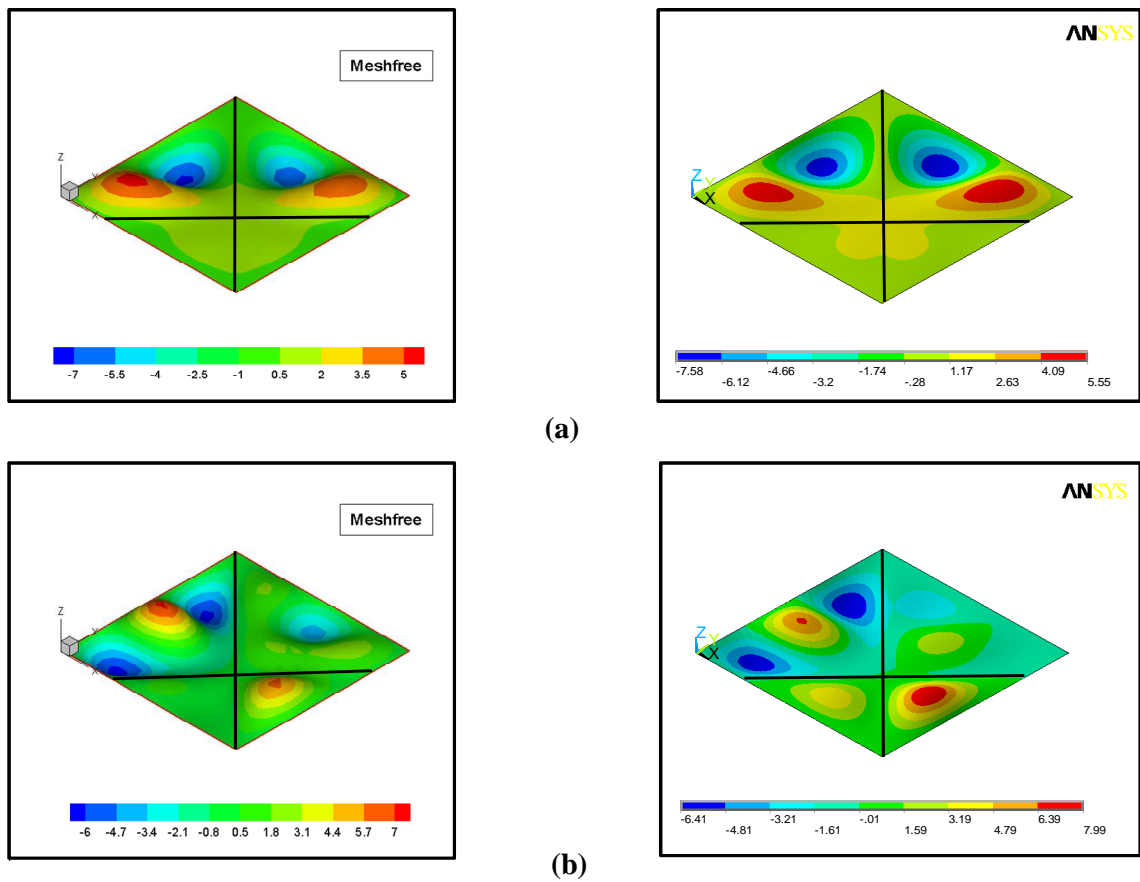 Meshfree
Z
Y
X
-7 -5.5 -4 -2.5 -1 0.5 2 3.5 5
ANSYS
Z
Y
X
-7.58 -4.66 -1.74 1.17 4.09
-6.12 -3.2 -.28 2.63 5.55
(a)
Meshfree
Z
Y
X
-6 -4.7 -3.4 -2.1 -0.8 0.5 1.8 3.1 4.4 5.7 7
ANSYS
Z
Y
X
-6.41 -3.21 -.01 3.19 6.39
-4.81 -1.61 1.59 4.79 7.99
(b)